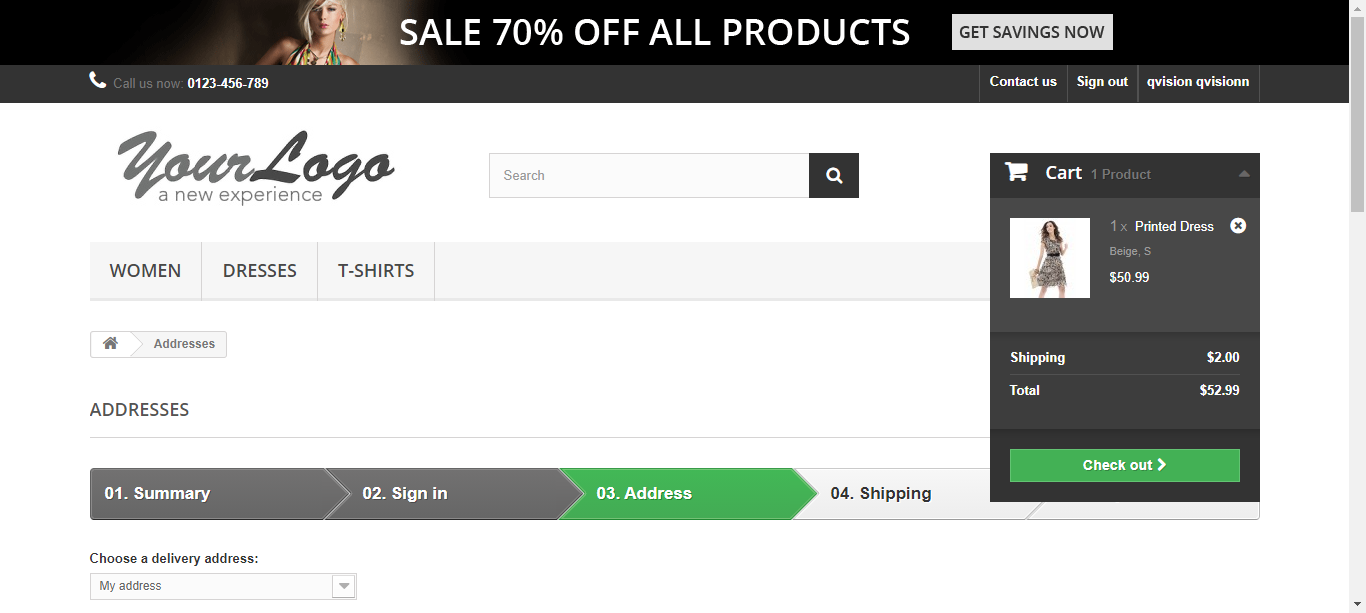 SALE 70% OFF ALL PRODUCTS GET SAVINGS NOW
Call us now: 0123-456-789 Contact us Sign out qvision qvisionn
YourLogo
a new experience
Search
Cart 1 Product
1 x Printed Dress
Beige, S
$50.99
WOMEN DRESSES T-SHIRTS
Shipping $2.00
Total $52.99
Check out
Addresses
ADDRESSES
01. Summary 02. Sign in 03. Address 04. Shipping
Choose a delivery address:
My address